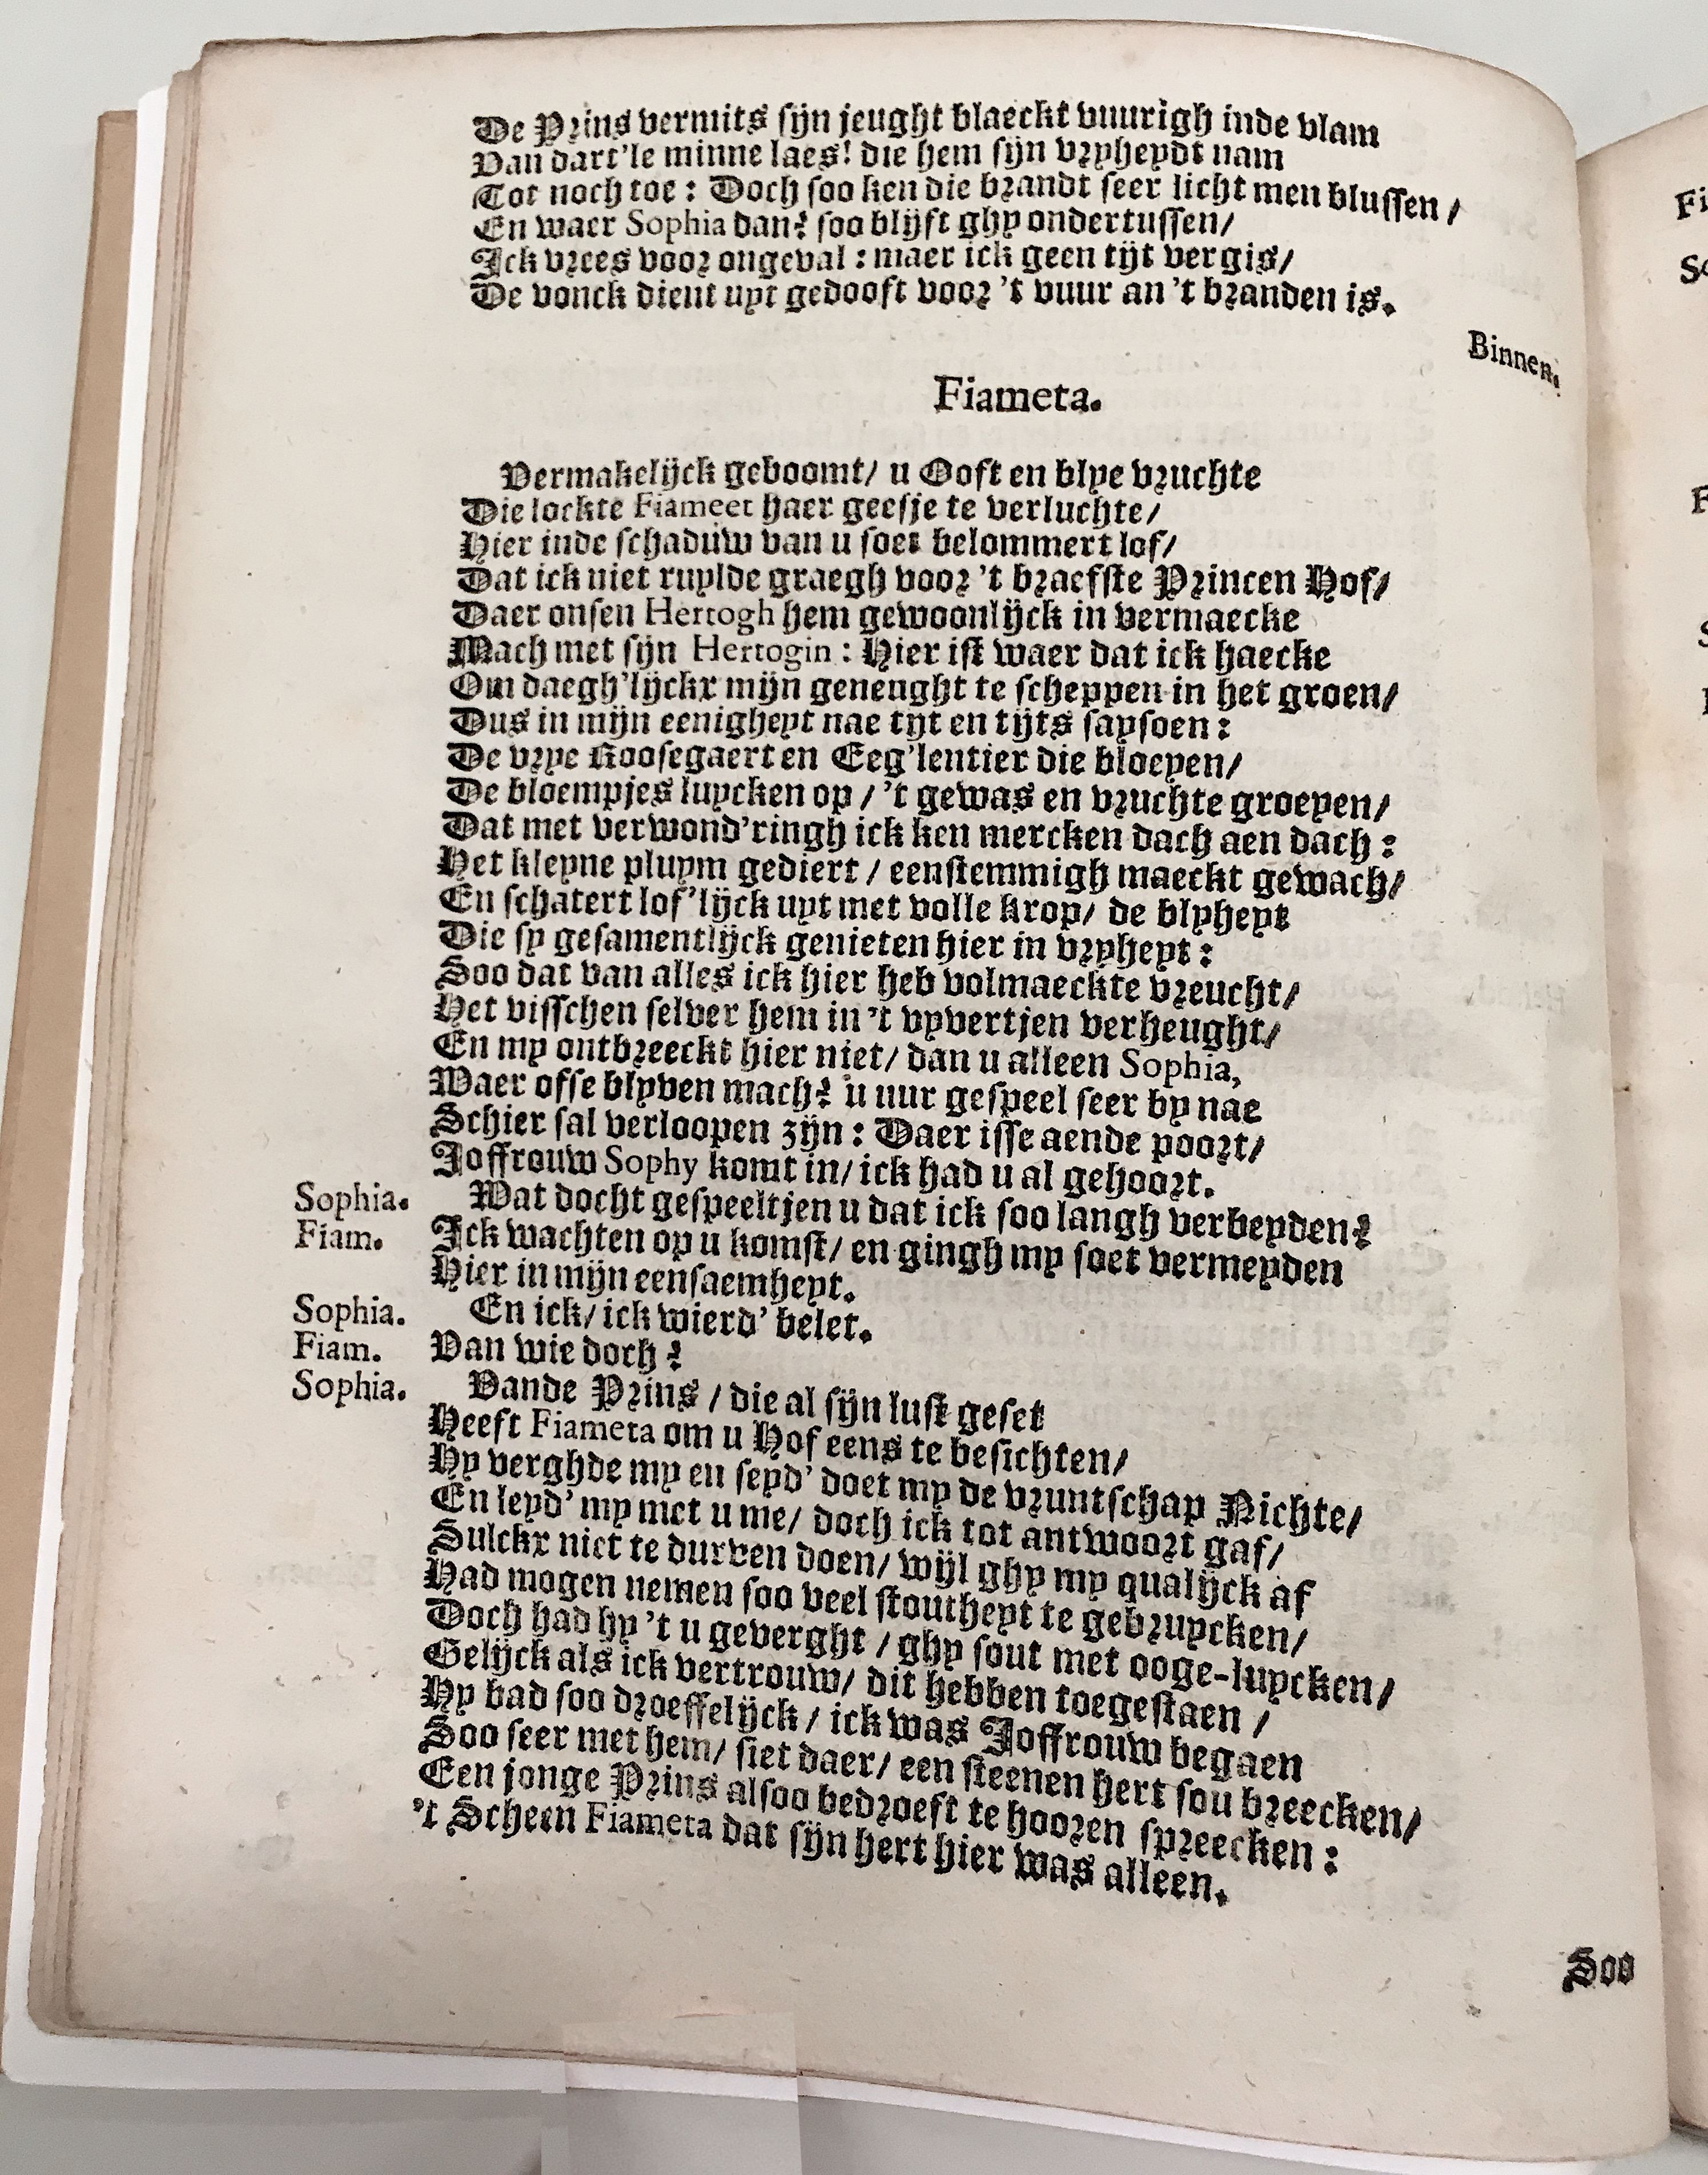 De Prins vermits sijn jeught blaeckt vuurigh inde vlam
Van dart'le minne laes! die hem sijn vryheydt nam
Tot noch toe: Doch soo ken die brandt seer licht men blussen/
En waer Sophia dan? soo blijft ghy ondertussen/
Ick vrees voor ongeval: maer ick geen tijt vergis/
De vonck dient uyt gedooft voor 't vuur an 't branden is.
Binnen.
Fiameta.
Vermakelijck geboomt/ u Ooft en blye vruchte
Die lockte Fiameet haer geesje te verluchte/
Hier inde schaduw van u soet belommert lof/
Dat ick niet ruylde graegh voor 't braefste Princen Hof/
Daer onsen Hertogh hem gewoonlijck in vermaecke
Mach met sijn Hertogin: Hier ist waer dat ick haecke
Om daegh'lijckx mijn geneught te scheppen in het groen/
Dus in mijn eenigheyt nae tyt en tijts saysoen:
De vrye Roosegaert en Eeg'lentier die bloeyen/
De bloempjes luycken op/ 't gewas en vruchte groeyen/
Dat met verwond'ringh ick ken mercken dach aen dach:
Het kleyne pluym gediert/ eenstemmigh maeckt gewach/
En schatert lof'lijck uyt met volle krop/ de blyheyt
Die sy gesamentlijck genieten hier in vryheyt:
Soo dat van alles ick hier heb volmaeckte vreucht/
Het visschen selver hem in 't vyvertjen verheught/
En my ontbreeckt hier niet/ dan u alleen Sophia,
Waer ofse blyven mach? u uur gespeel seer by nae
Schier sal verloopen zijn: Daer isse aende poort/
Joffrouw Sophy komt in/ ick had u al gehoort.
Sophia. Wat docht gespeeltjen u dat ick soo langh verbeyden?
Fiam. Ick wachten op u komst/ en gingh my soet vermeyden
Hier in mijn eensaemheyt.
Sophia. En ick/ ick wierd' belet.
Fiam. Van wie doch?
Sophia. Vande Prins/ die al sijn lust geset
Heeft Fiameta om u Hof eens te besichten/
Hy verghde my en seyd' doet my de vruntschap Nichte/
En leyd' my met u me/ doch ick tot antwoort gaf/
Sulckx niet te durven doen/ wijl ghy my qualijck af
Had mogen nemen soo veel stoutheyt te gebruycken/
Doch had hy 't u geverght/ ghy sout met ooge-luycken/
Gelijck als ick vertrouw/ dit hebben toegestaen/
Hy bad soo droeffelijck/ ick was Joffrouw begaen
Soo seer met hem/ siet daer/ een steenen hert sou breecken/
Een jonge Prins alsoo bedroeft te hooren spreecken:
't Scheen Fiameta dat sijn hert hier was alleen.
Soo